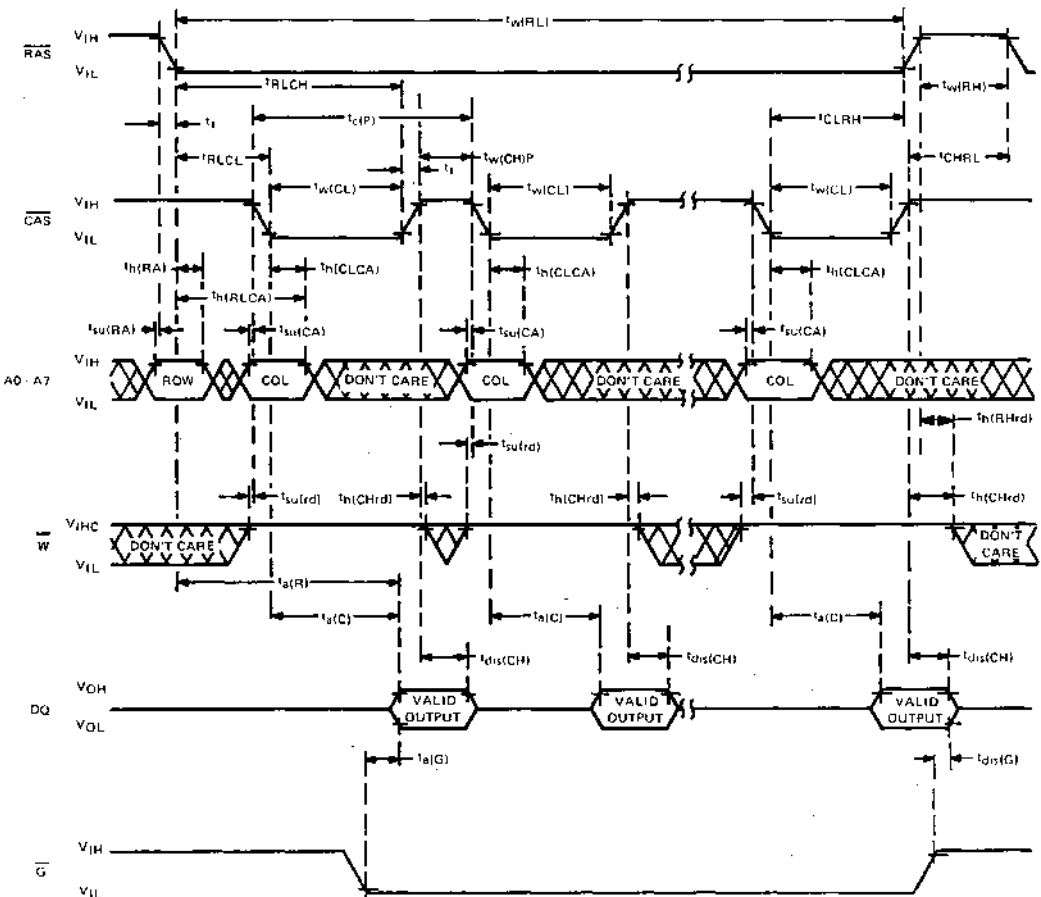 tw(RL)
VIH
RAS
VIL
tRLCH
tc(P)
tw(RH)
tCLRH
tt
tRLCL
tw(CH)P
tt
tCHRL
tw(CL)
tw(CL)
tw(CL)
VIH
CAS
VIL
th(RA)
th(CLCA)
th(CLCA)
th(CLCA)
th(RLCA)
tsu(RA)
tsu(CA)
tsu(CA)
tsu(CA)
VIH
A0-A7
ROW
COL
DON'T CARE
COL
DON'T CARE
COL
DON'T CARE
VIL
th(RHrd)
tsu(rd)
tsu(rd)
th(CHrd)
th(CHrd)
tsu(rd)
th(CHrd)
VIHC
W
DON'T CARE
DON'T
CARE
VIL
ta(R)
ta(C)
ta(C)
ta(C)
tdis(CH)
tdis(CH)
tdis(CH)
VOH
DQ
VALID
OUTPUT
VALID
OUTPUT
VALID
OUTPUT
VOL
ta(G)
tdis(G)
VIH
G
VIL